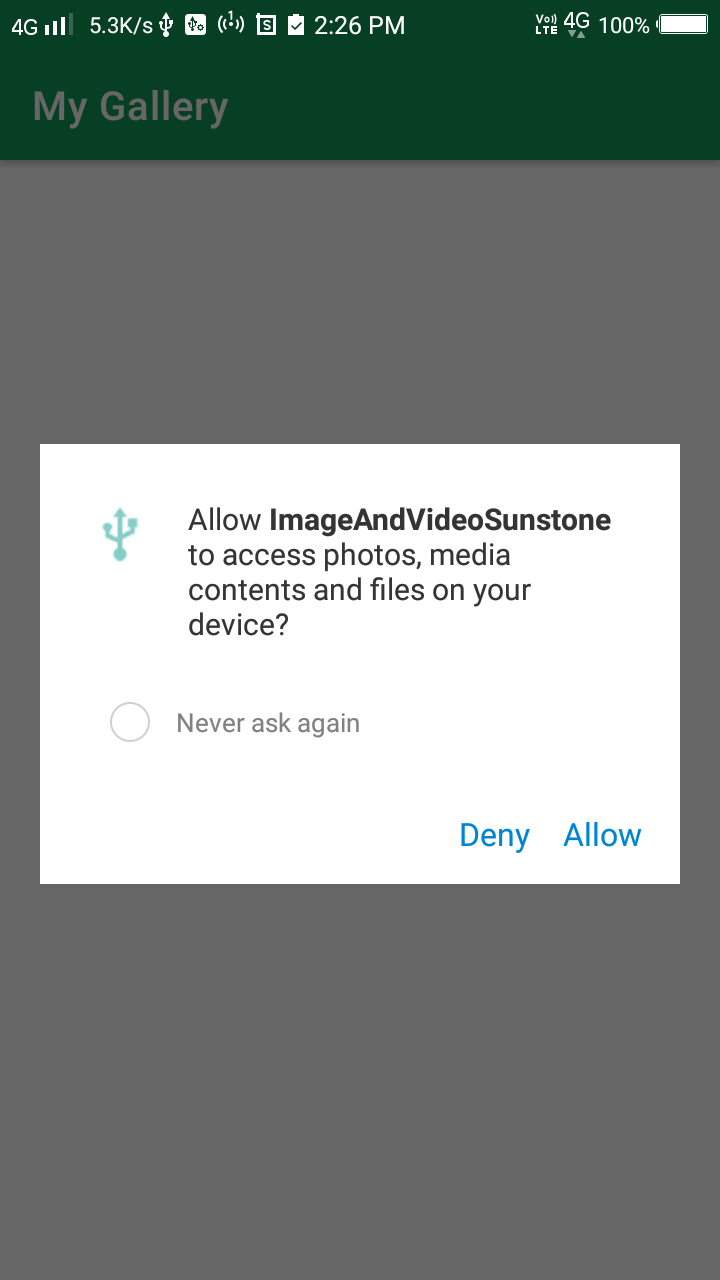 4G 5.3K/s 1 S 2:26 PM Vo)) LTE 4G 100%
My Gallery
Allow ImageAndVideoSunstone
to access photos, media
contents and files on your
device?
Never ask again
Deny Allow